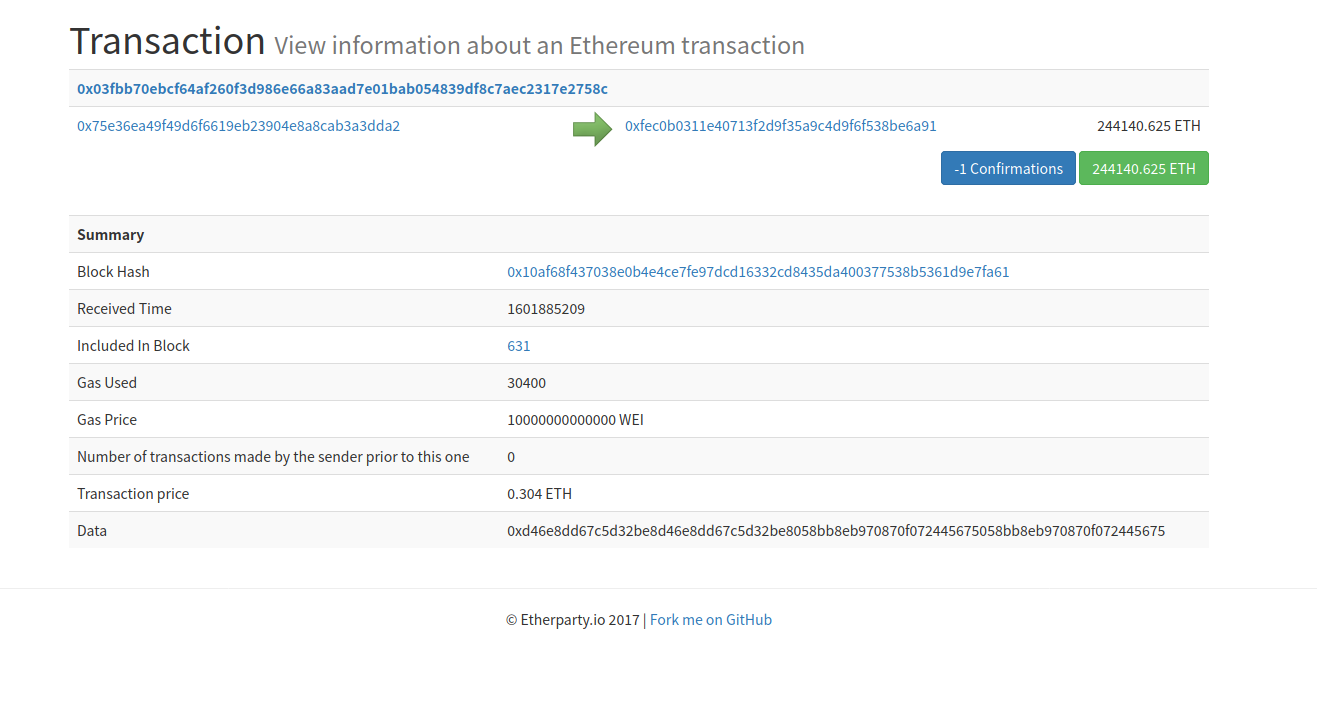 Transaction View information about an Ethereum transaction
0x03fbb70ebcf64af260f3d986e66a83aad7e01bab054839df8c7aec2317e2758c
0x75e36ea49f49d6f6619eb23904e8a8cab3a3dda2 0xfec0b0311e40713f2d9f35a9c4d9f6f538be6a91 244140.625 ETH
-1 Confirmations 244140.625 ETH
Summary
Block Hash 0x10af68f437038e0b4e4ce7fe97dcd16332cd8435da400377538b5361d9e7fa61
Received Time 1601885209
Included In Block 631
Gas Used 30400
Gas Price 10000000000000 WEI
Number of transactions made by the sender prior to this one 0
Transaction price 0.304 ETH
Data 0xd46e8dd67c5d32be8d46e8dd67c5d32be8058bb8eb970870f072445675058bb8eb970870f072445675
© Etherparty.io 2017 | Fork me on GitHub